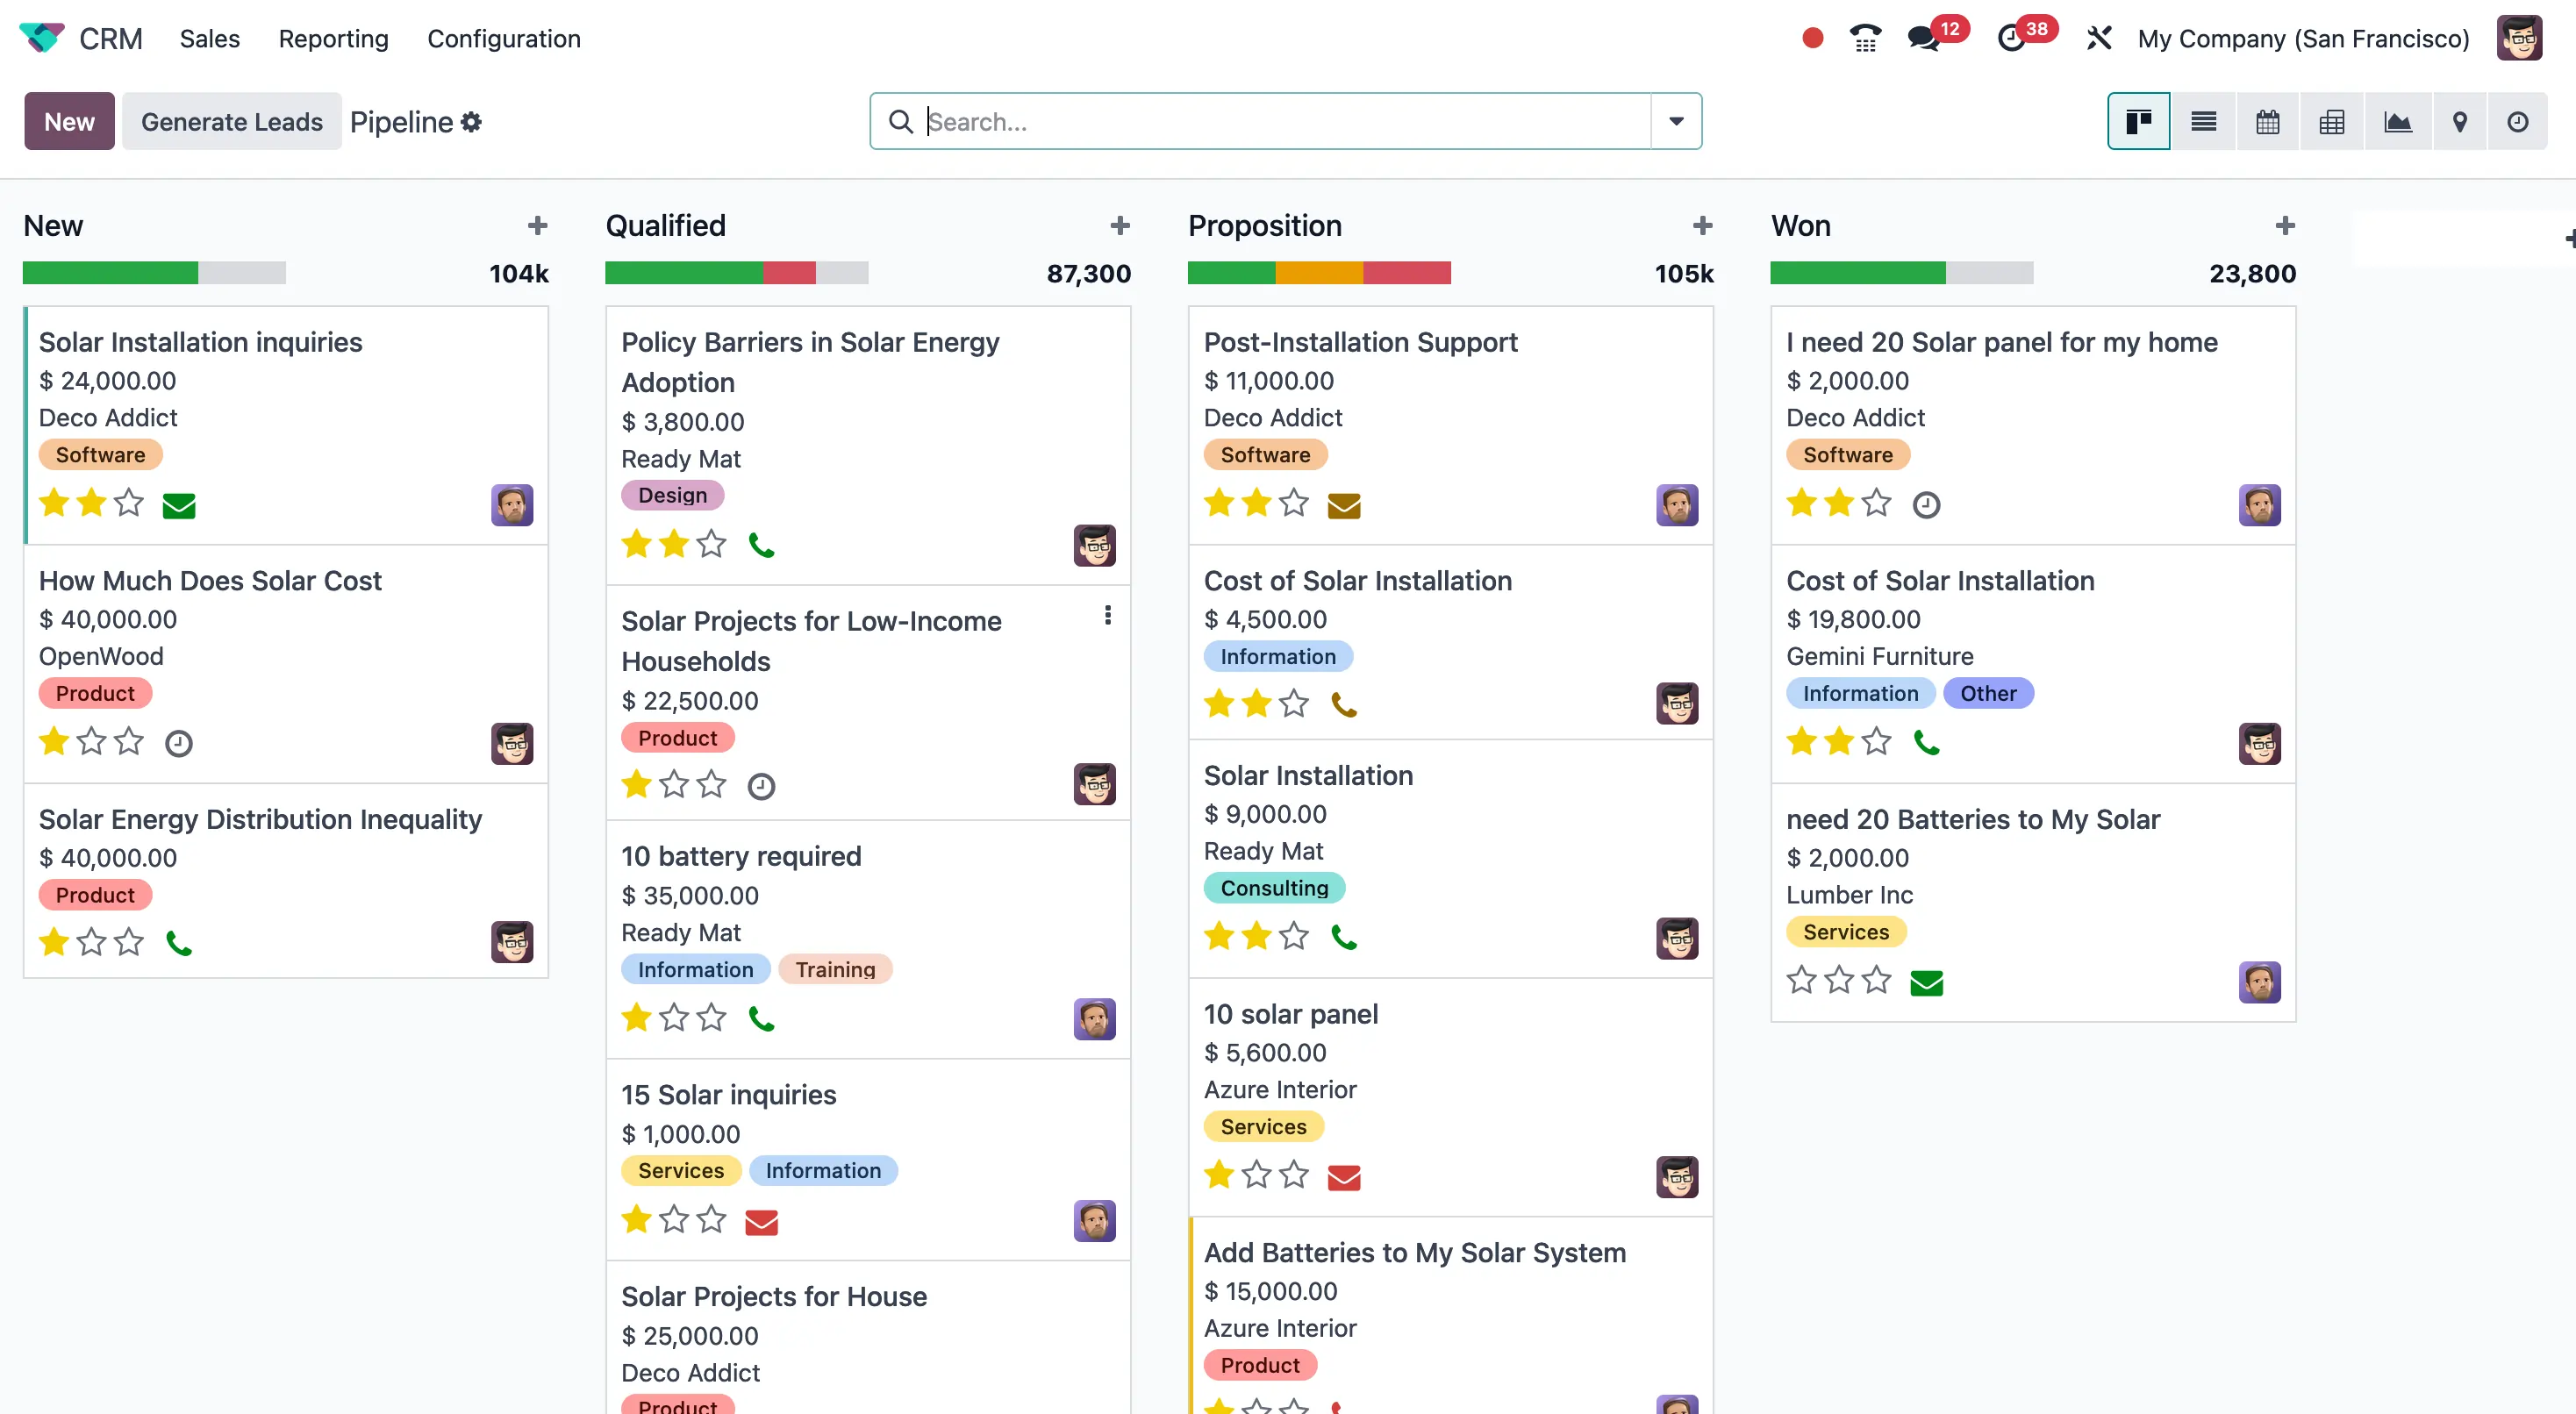 CRM Sales Reporting Configuration 12 38 My Company (San Francisco)
New Generate Leads Pipeline Search...
New
104k
Solar Installation inquiries
$ 24,000.00
Deco Addict
Software
How Much Does Solar Cost
$ 40,000.00
OpenWood
Product
Solar Energy Distribution Inequality
$ 40,000.00
Product
Qualified
87,300
Policy Barriers in Solar Energy
Adoption
$ 3,800.00
Ready Mat
Design
Solar Projects for Low-Income
Households
$ 22,500.00
Product
10 battery required
$ 35,000.00
Ready Mat
Information Training
15 Solar inquiries
$ 1,000.00
Services Information
Solar Projects for House
$ 25,000.00
Deco Addict
Product
Proposition
105k
Post-Installation Support
$ 11,000.00
Deco Addict
Software
Cost of Solar Installation
$ 4,500.00
Information
Solar Installation
$ 9,000.00
Ready Mat
Consulting
10 solar panel
$ 5,600.00
Azure Interior
Services
Add Batteries to My Solar System
$ 15,000.00
Azure Interior
Product
Won
23,800
I need 20 Solar panel for my home
$ 2,000.00
Deco Addict
Software
Cost of Solar Installation
$ 19,800.00
Gemini Furniture
Information Other
need 20 Batteries to My Solar
$ 2,000.00
Lumber Inc
Services